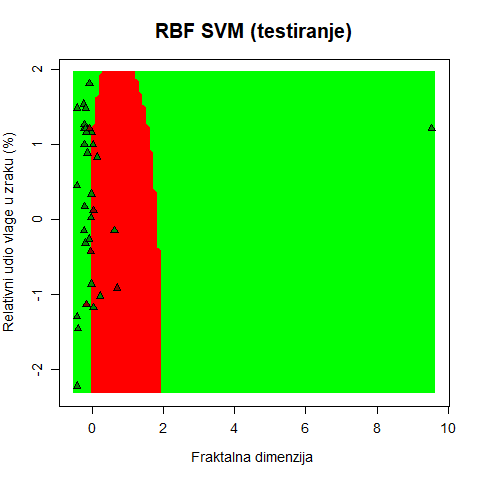 RBF SVM (testiranje)
Relativni udio vlage u zraku (%)
2
1
0
-1
-2
0 2 4 6 8 10
Fraktalna dimenzija